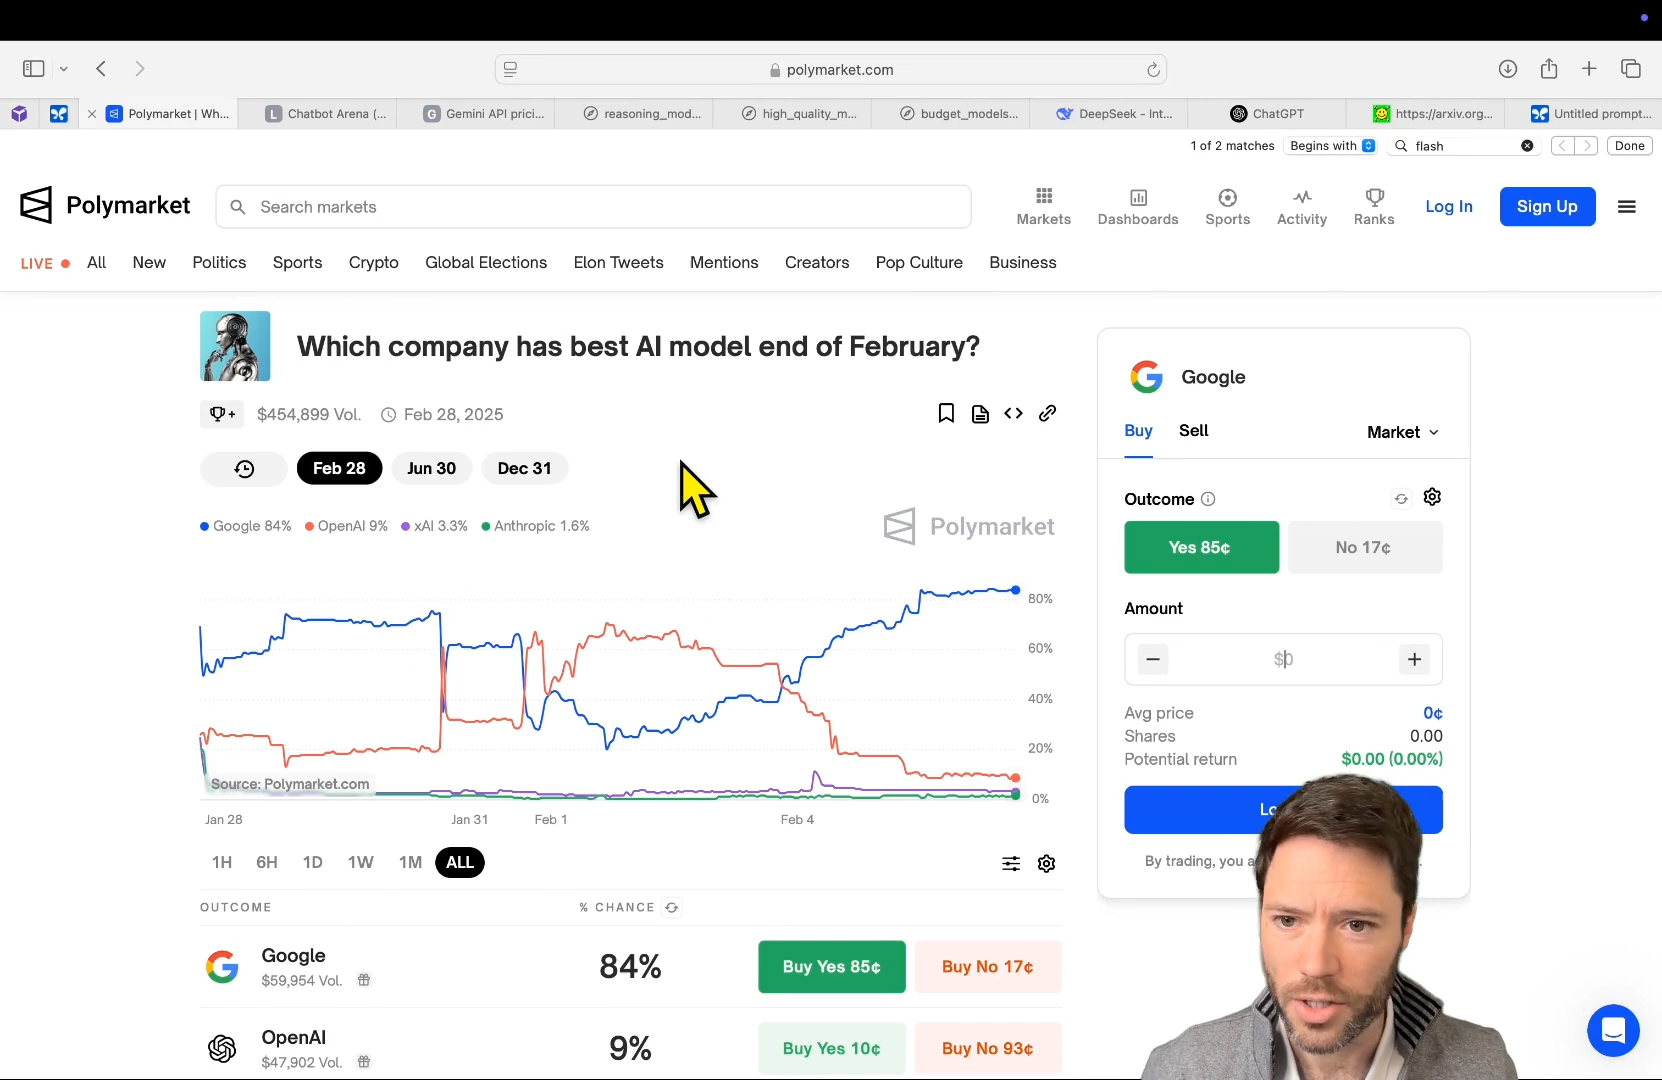 polymarket.com
Polymarket | Wh...
Chatbot Arena (...
Gemini API prici...
reasoning_mod...
high_quality_m...
budget_models...
DeepSeek - Int...
ChatGPT
https://arxiv.org...
Untitled prompt...
1 of 2 matches
Begins with
flash
Done
Polymarket
Search markets
Markets
Dashboards
Sports
Activity
Ranks
Log In
Sign Up
LIVE
All
New
Politics
Sports
Crypto
Global Elections
Elon Tweets
Mentions
Creators
Pop Culture
Business
Which company has best AI model end of February?
$454,899 Vol.
Feb 28, 2025
Feb 28
Jun 30
Dec 31
Google 84%
OpenAI 9%
xAI 3.3%
Anthropic 1.6%
Polymarket
80%
60%
40%
20%
0%
Source: Polymarket.com
Jan 28
Jan 31
Feb 1
Feb 4
1H
6H
1D
1W
1M
ALL
OUTCOME
% CHANCE
Google
$59,954 Vol.
84%
Buy Yes 85¢
Buy No 17¢
OpenAI
$47,902 Vol.
9%
Buy Yes 10¢
Buy No 93¢
Google
Buy
Sell
Market
Outcome
Yes 85¢
No 17¢
Amount
$0
Avg price
0¢
Shares
0.00
Potential return
$0.00 (0.00%)
By trading, you a